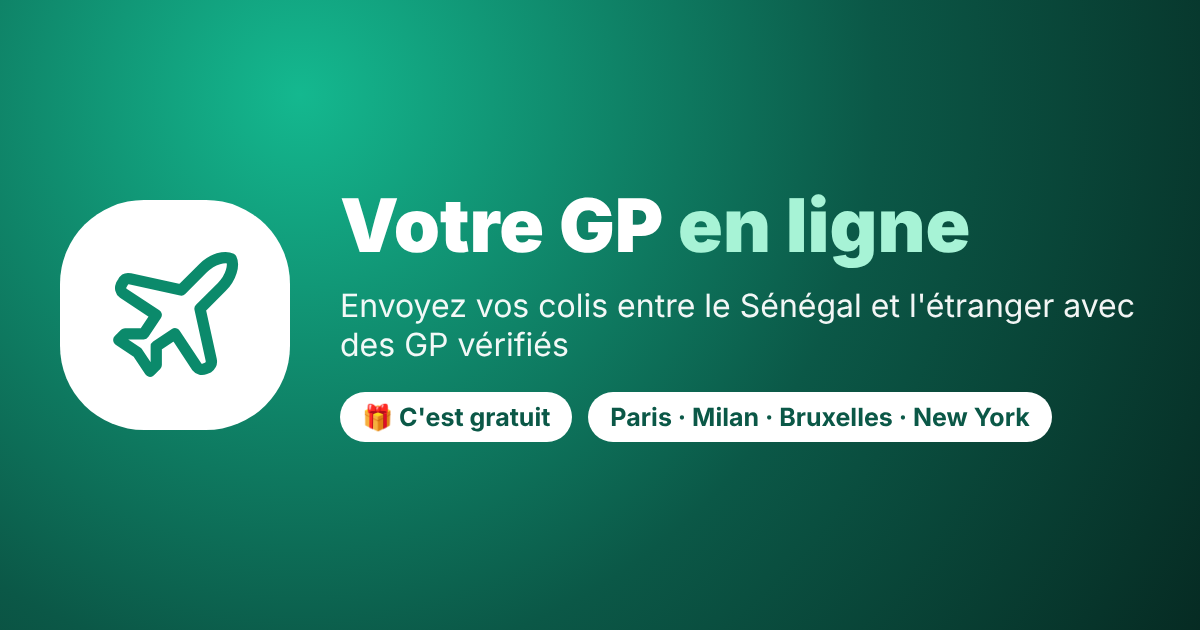 Votre GP en ligne
Envoyez vos colis entre le Sénégal et l'étranger avec
des GP vérifiés
🎁 C'est gratuit
Paris · Milan · Bruxelles · New York